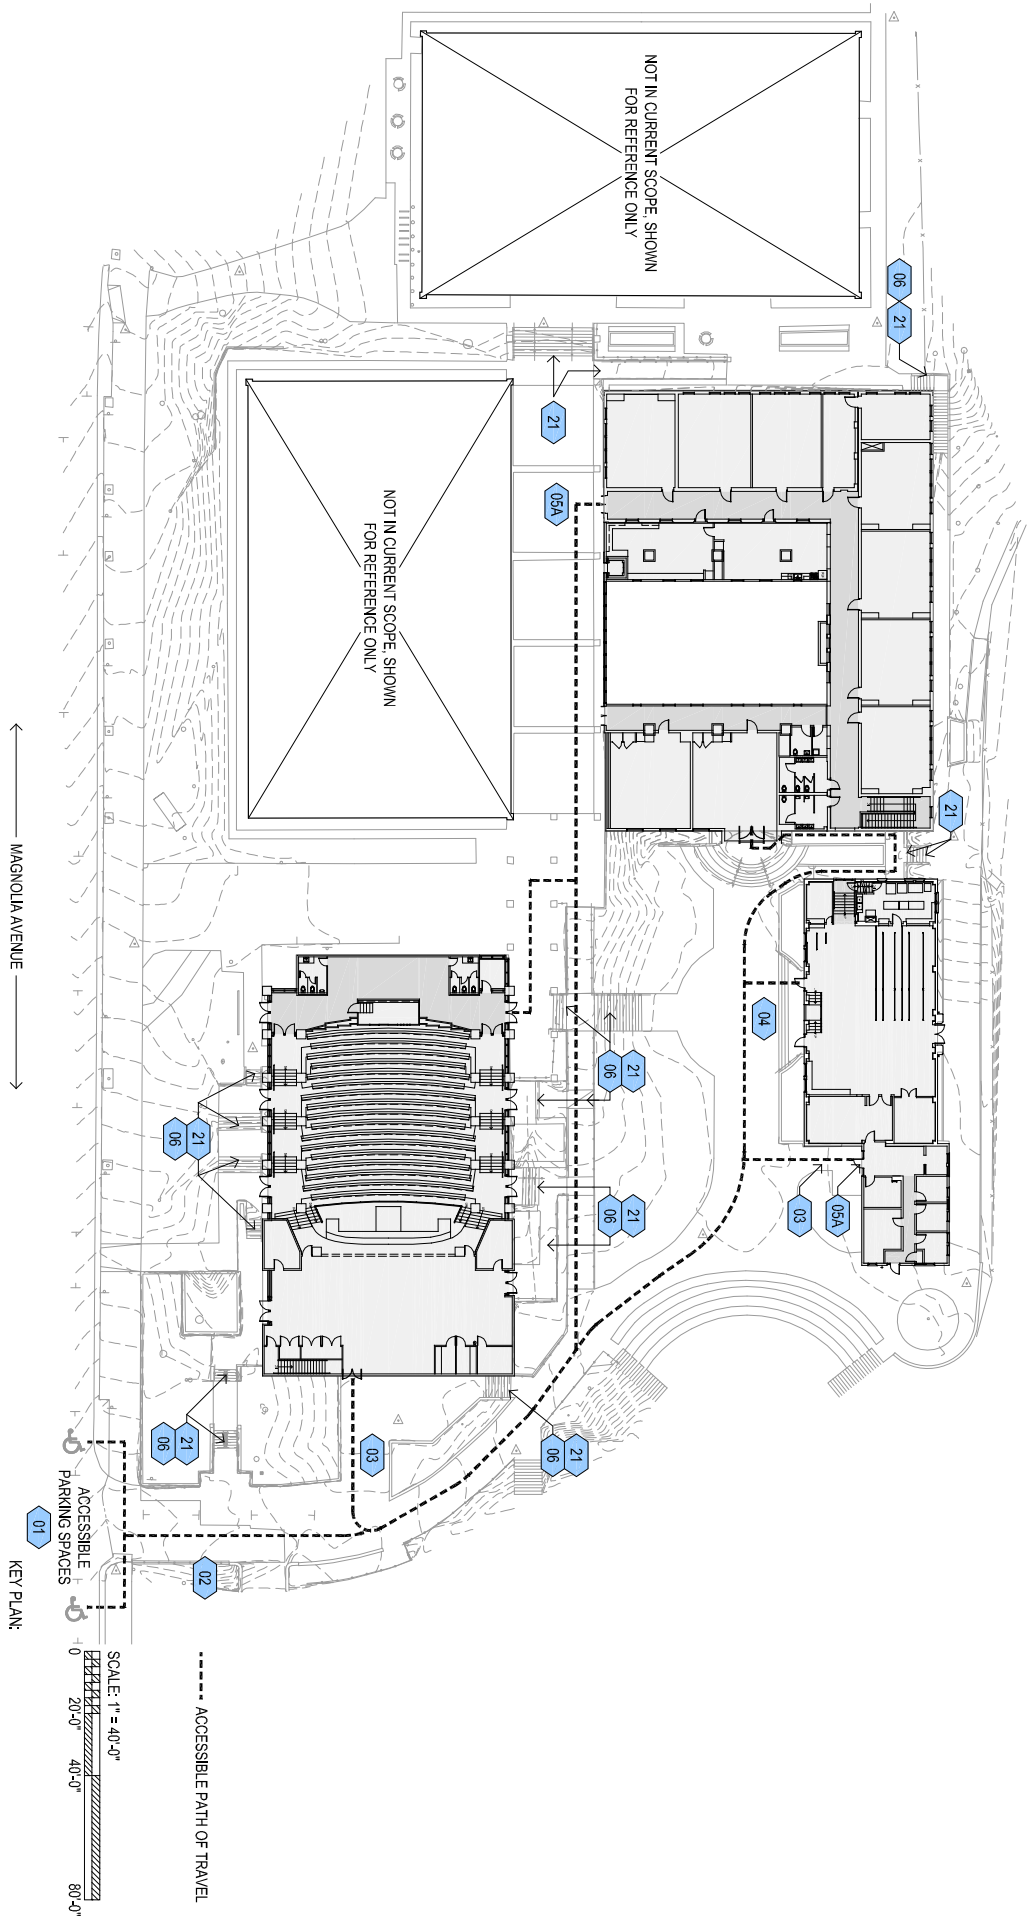 NOT IN CURRENT SCOPE, SHOWN
FOR REFERENCE ONLY
06
21
21
05A
NOT IN CURRENT SCOPE, SHOWN
FOR REFERENCE ONLY
21
04
21
06
21
06
21
06
05A
03
03
21
06
21
06
MAGNOLIA AVENUE
ACCESSIBLE
PARKING SPACES
01
02
KEY PLAN:
ACCESSIBLE PATH OF TRAVEL
SCALE: 1" = 40'-0"
0
20'-0"
40'-0"
80'-0"